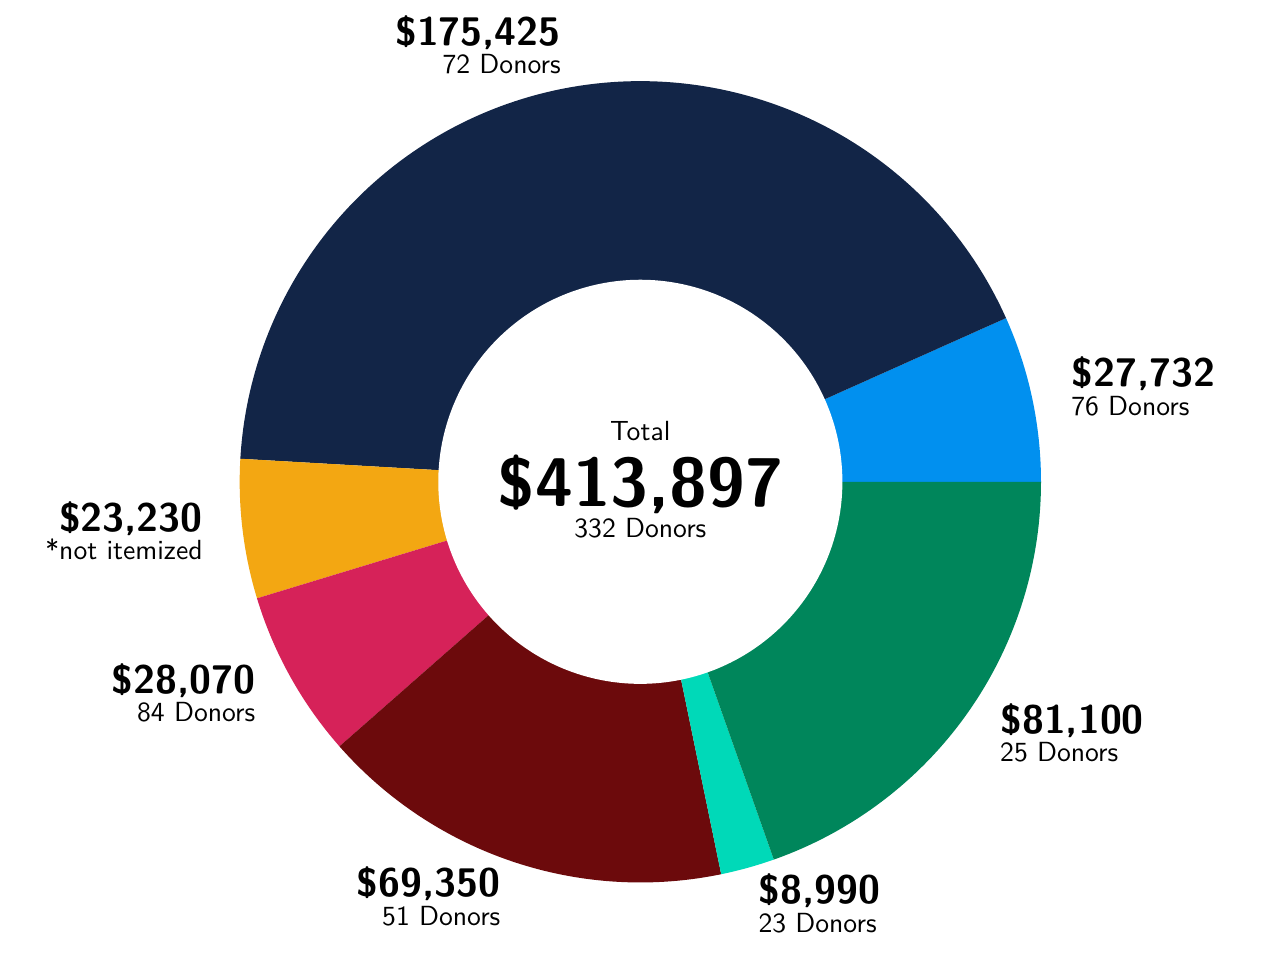 $175,425
72 Donors
$27,732
76 Donors
Total
$413,897
332 Donors
$23,230
*not itemized
$28,070
84 Donors
$81,100
25 Donors
$69,350
51 Donors
$8,990
23 Donors